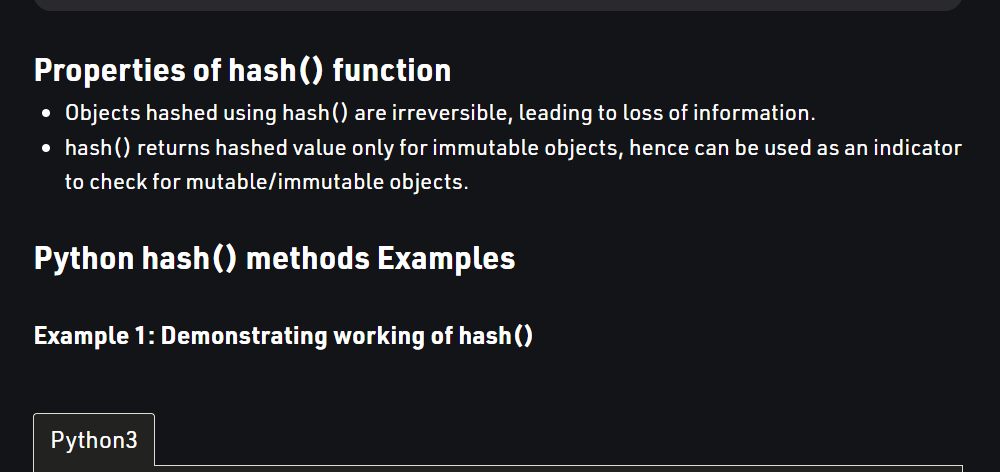 Properties of hash() function
• Objects hashed using hash() are irreversible, leading to loss of information.
• hash() returns hashed value only for immutable objects, hence can be used as an indicator
to check for mutable/immutable objects.
Python hash() methods Examples
Example 1: Demonstrating working of hash()
Python3